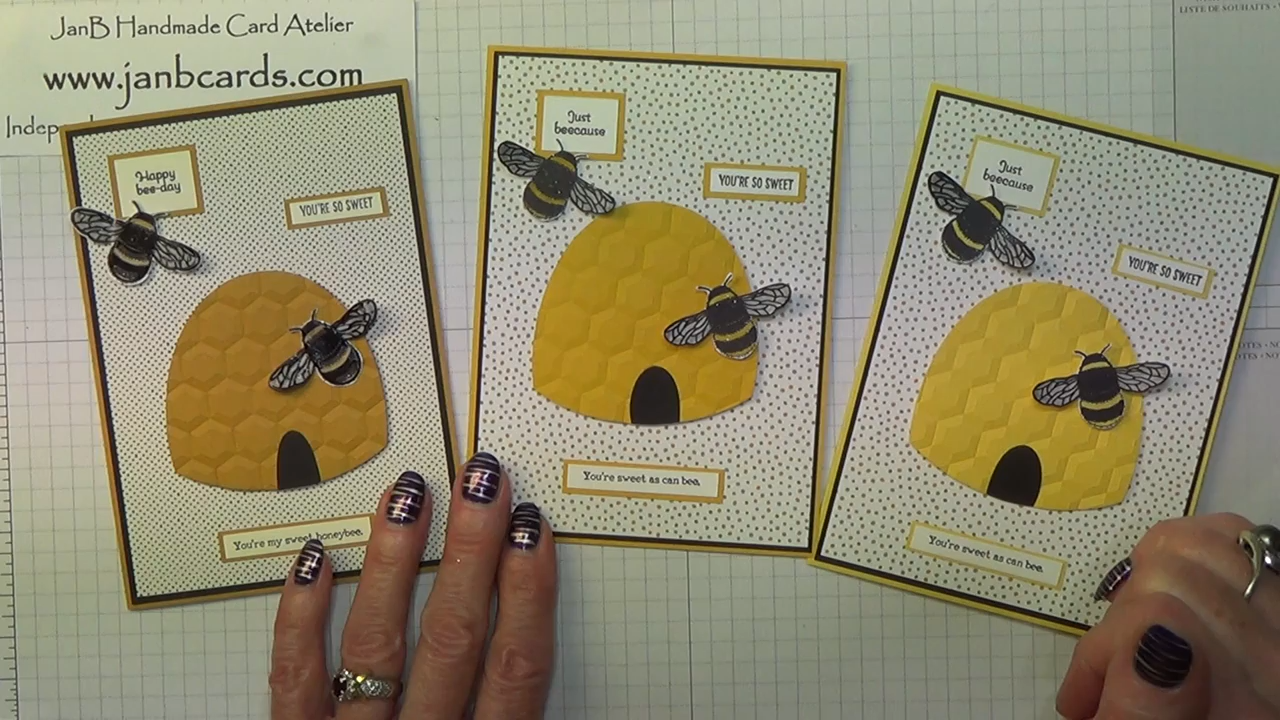 JanB Handmade Card Atelier
www.janbcards.com
Happy
bee-day
YOU'RE SO SWEET
You're my sweet honeybee.
Just
beecause
YOU'RE SO SWEET
You're sweet as can bee.
Just
beecause
YOU'RE SO SWEET
You're sweet as can bee.
LISTE DE SOUHAITS